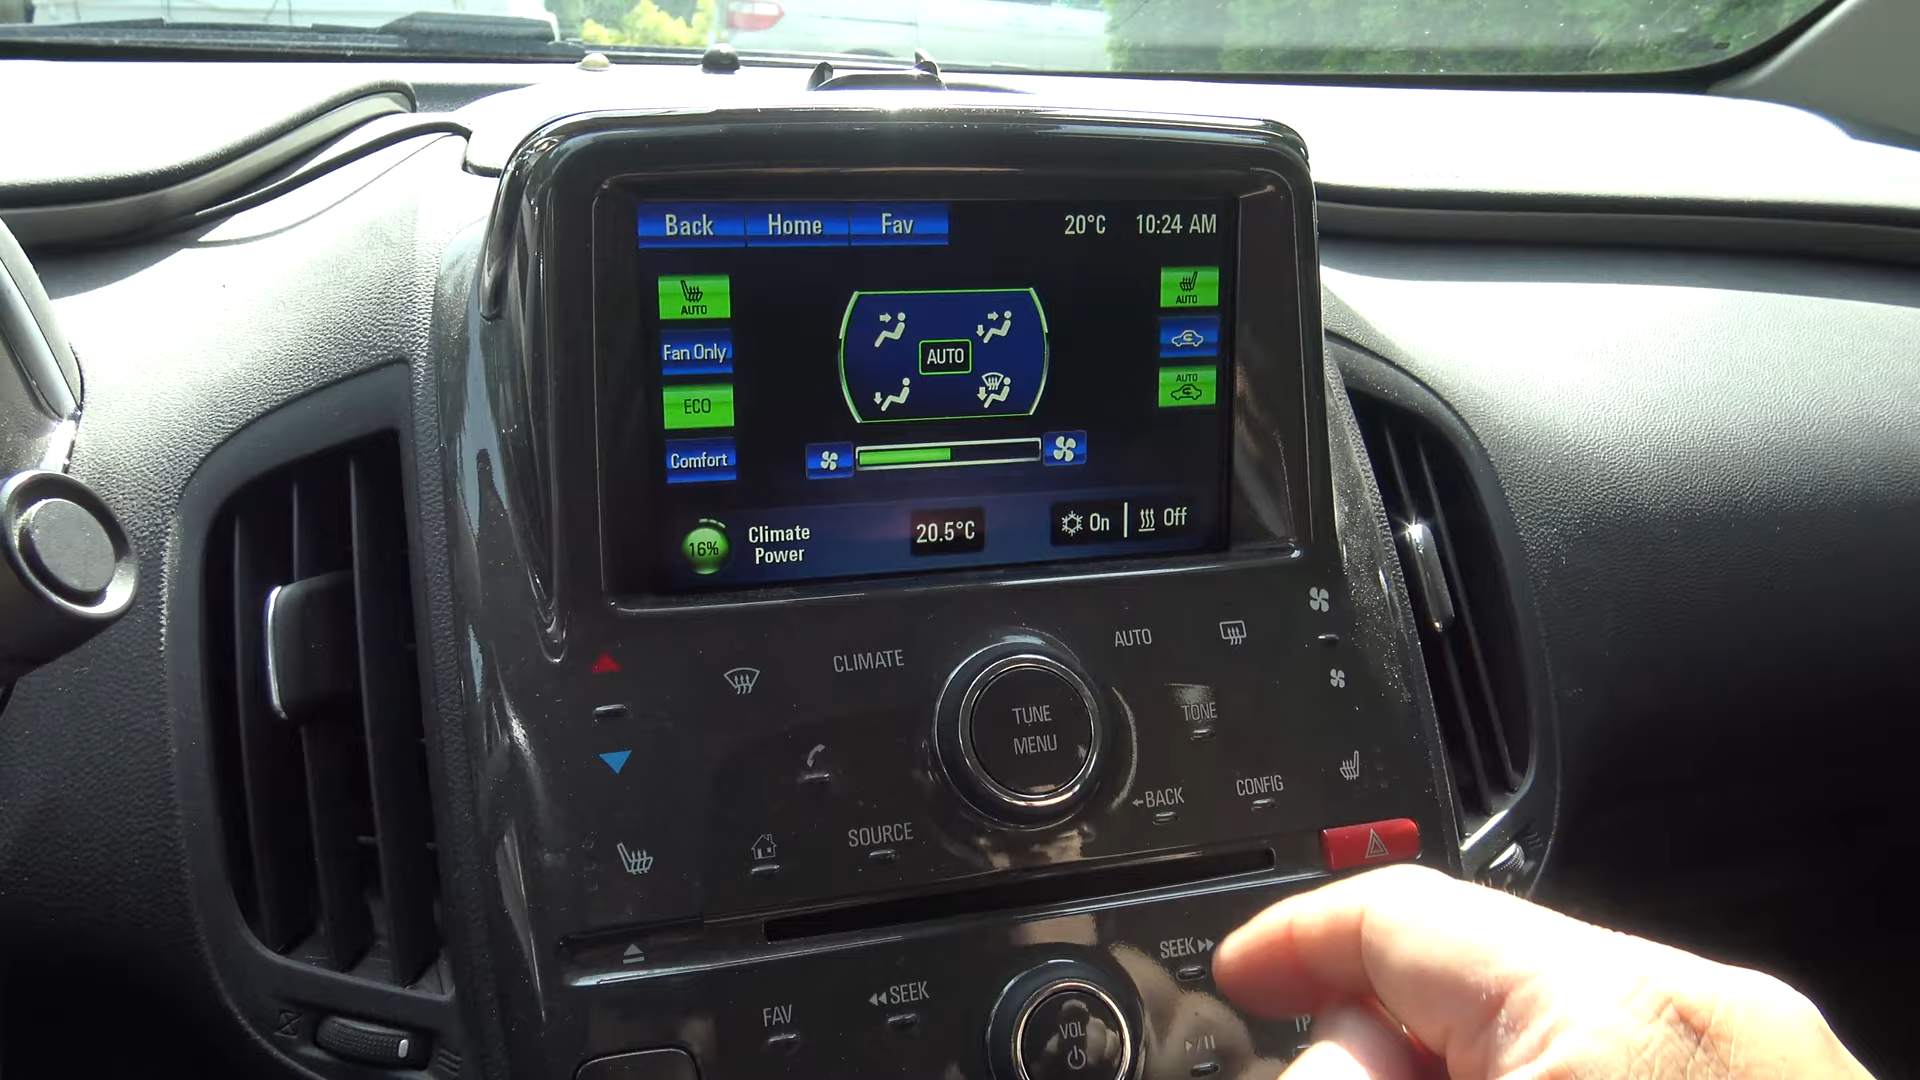 Back Home Fav 20°C 10:24 AM
AUTO
AUTO
Fan Only
AUTO
ECO
AUTO
Comfort
16%
Climate
Power
20.5°C
On
Off
CLIMATE
AUTO
TUNE
MENU
TONE
←BACK
CONFIG
SOURCE
SEEK
SEEK
FAV
VOL
TP